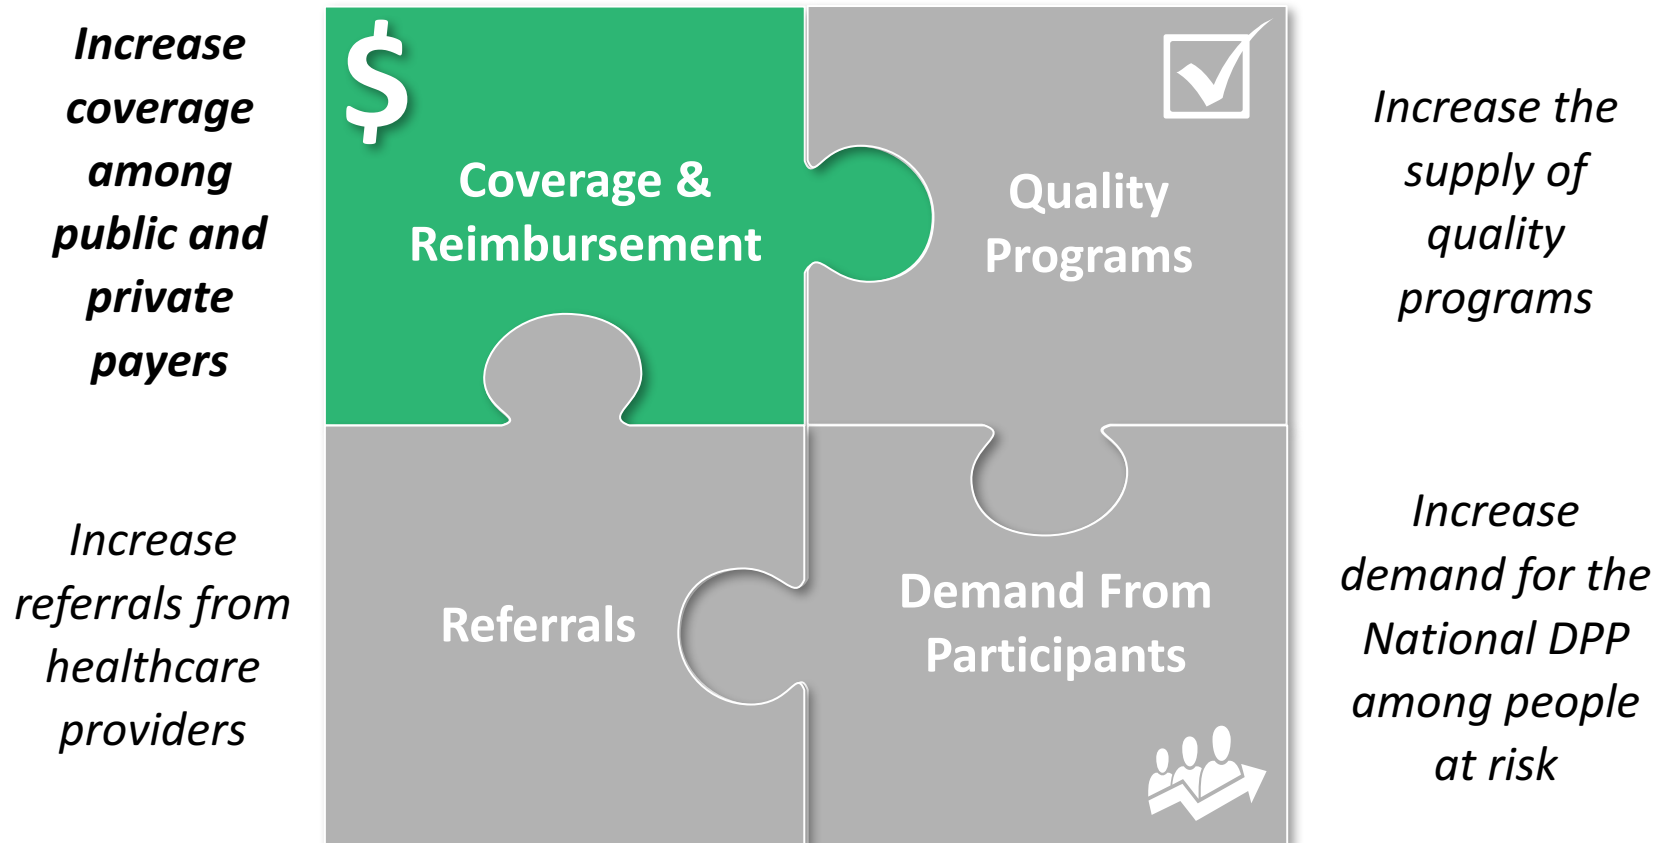 Increase
coverage
among
public and
private
payers
$
Coverage &
Reimbursement
Quality
Programs
Increase the
supply of
quality
programs
Increase
referrals from
healthcare
providers
Referrals
Demand From
Participants
Increase
demand for the
National DPP
among people
at risk